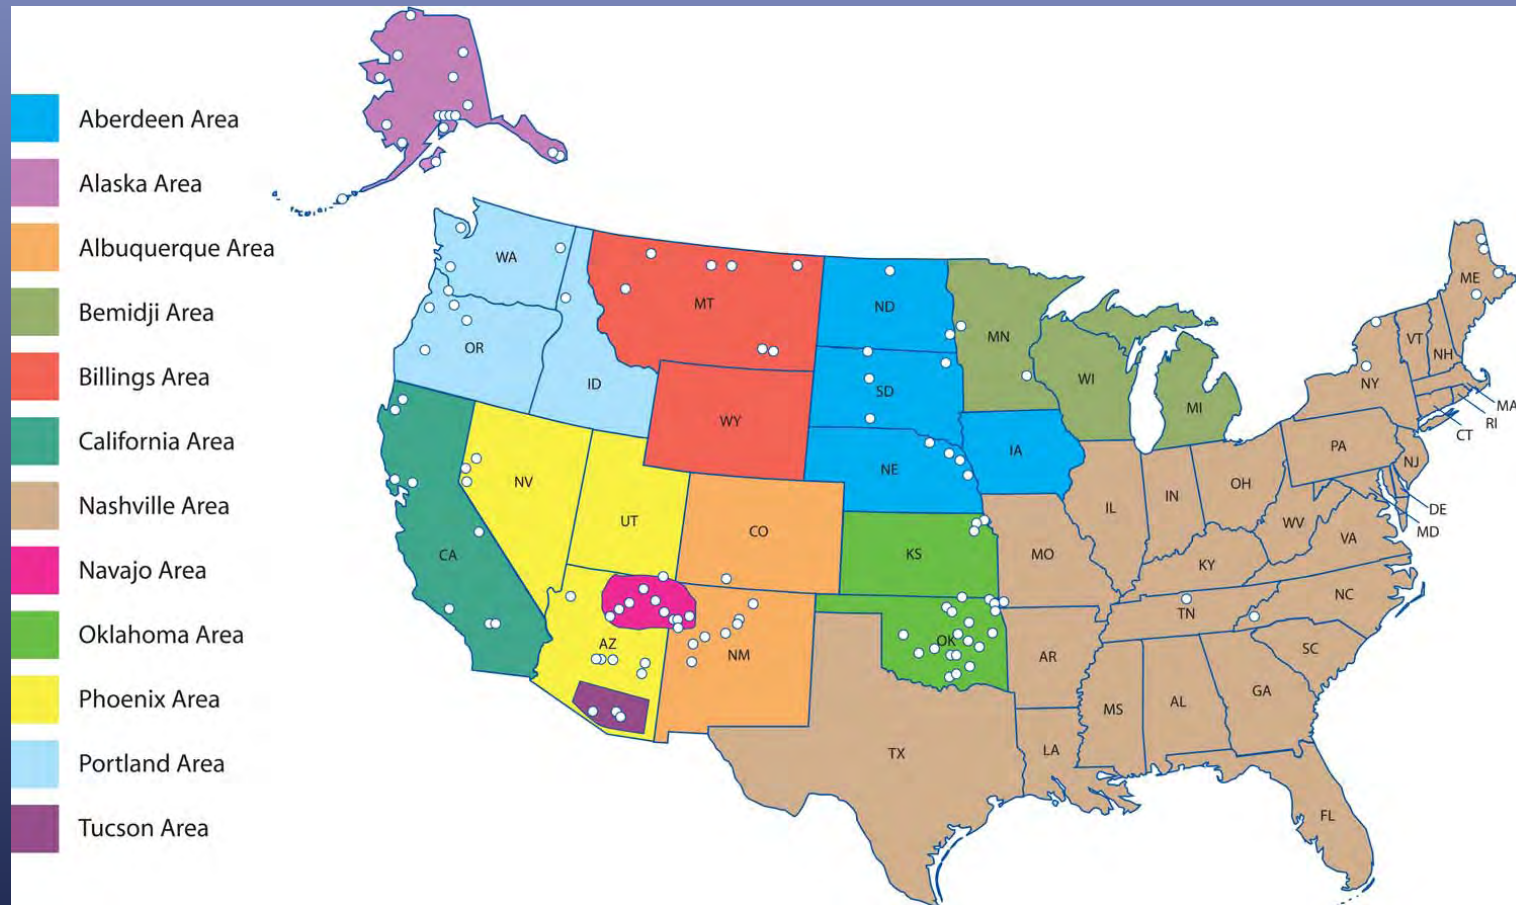 Aberdeen Area
Alaska Area
Albuquerque Area
Bemidji Area
Billings Area
California Area
Nashville Area
Navajo Area
Oklahoma Area
Phoenix Area
Portland Area
Tucson Area
WA
OR
ID
MT
WY
ND
SD
NE
MN
IA
WI
MI
NV
UT
CO
KS
CA
AZ
NM
OK
TX
MO
AR
LA
IL
IN
OH
KY
TN
MS
AL
GA
FL
SC
NC
VA
WV
PA
NY
NJ
DE
MD
CT
RI
MA
VT
NH
ME